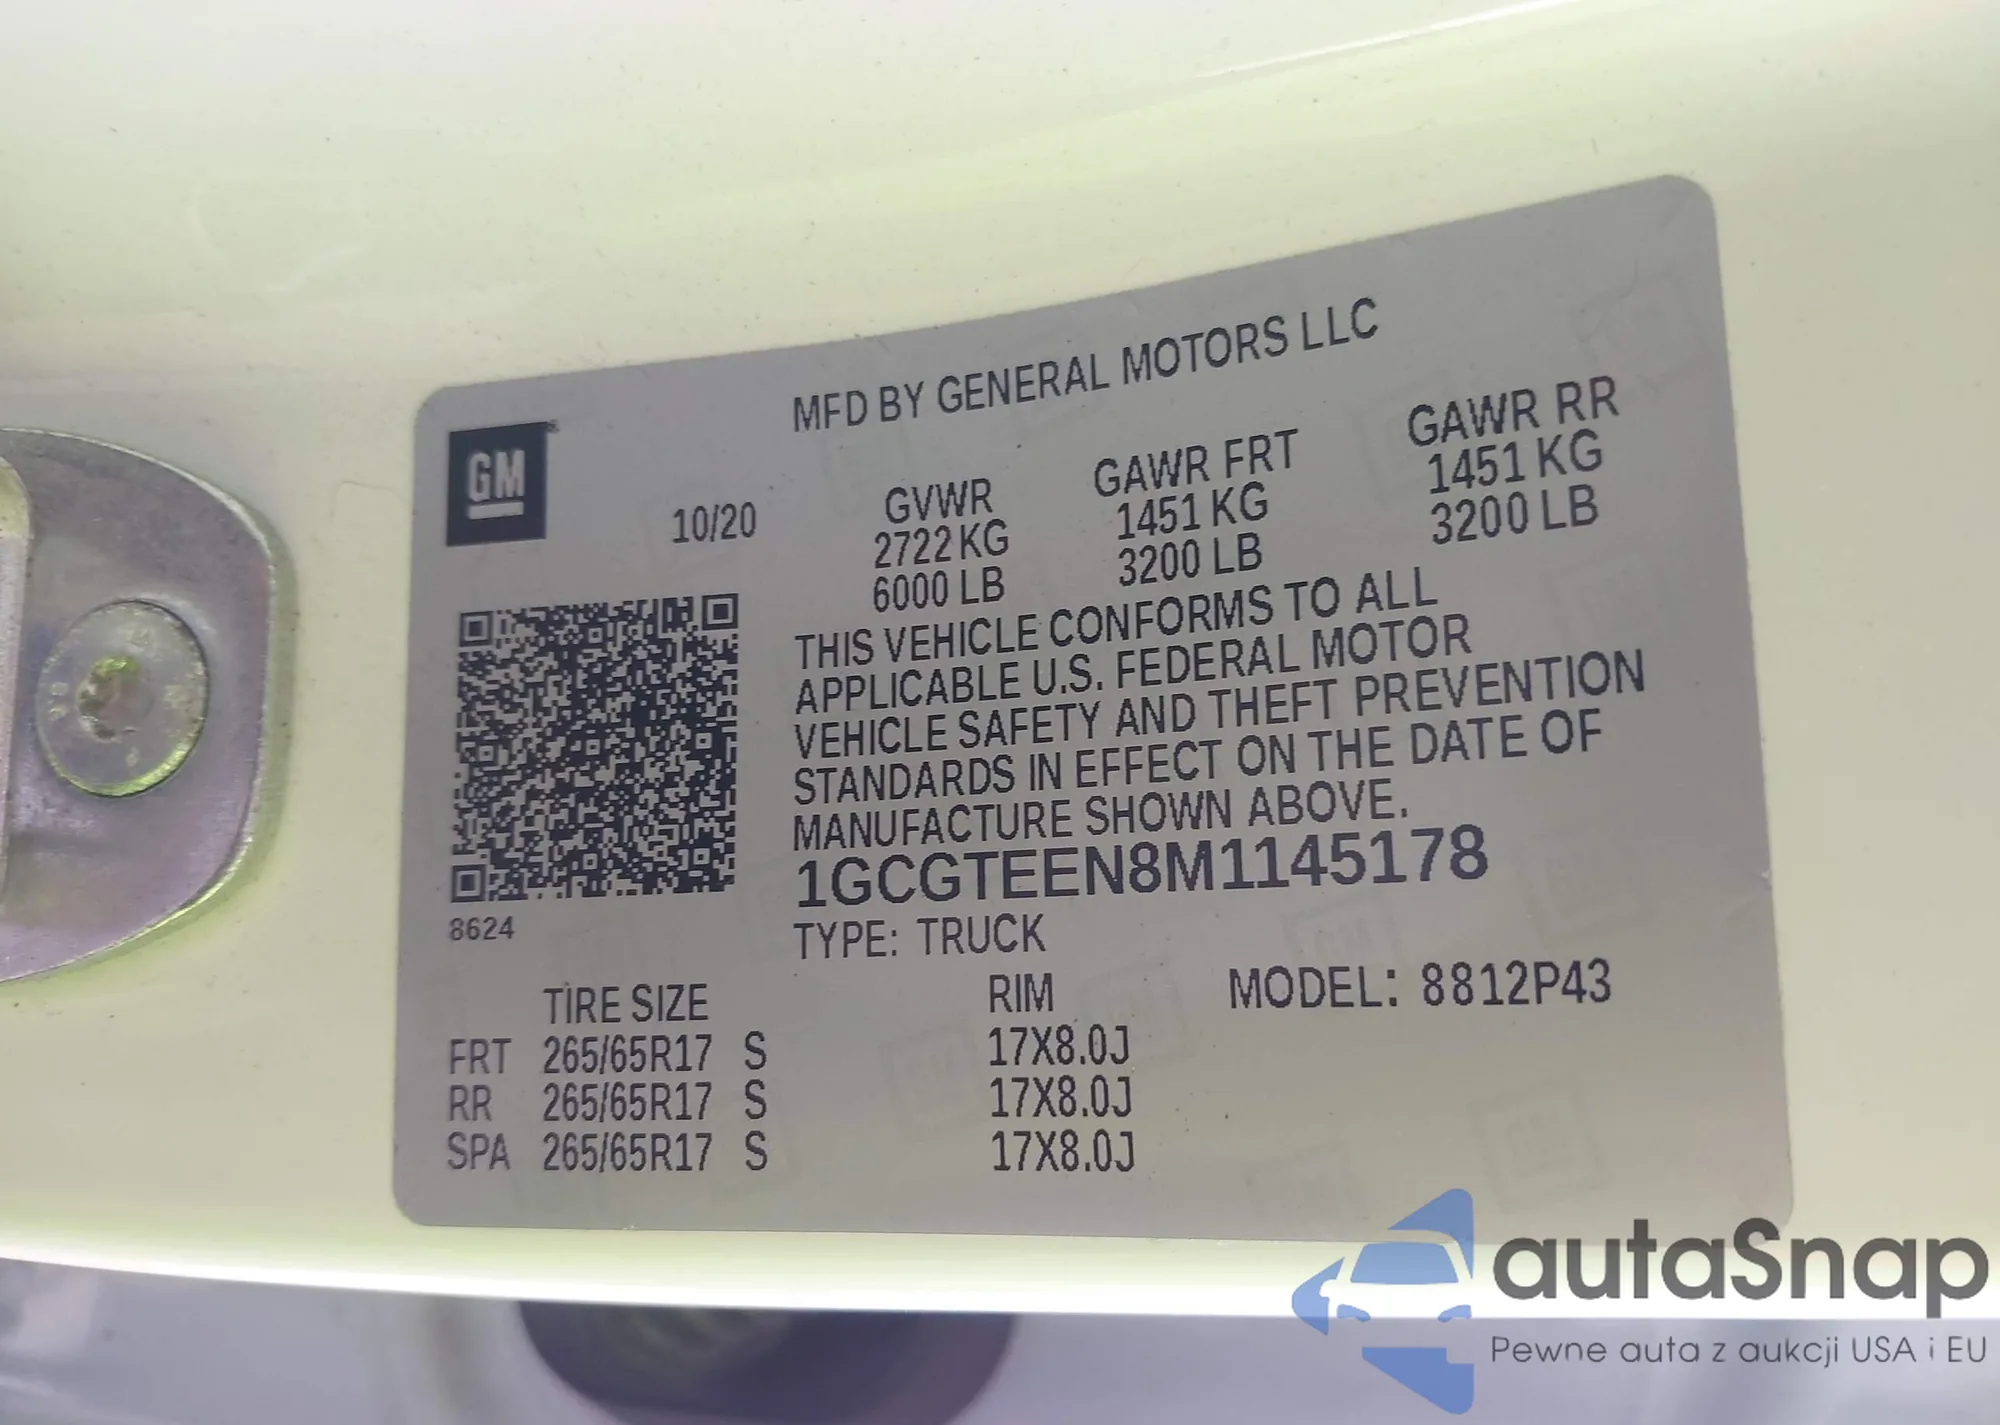 MFD BY GENERAL MOTORS LLC
GM
10/20
GVWR GAWR FRT GAWR RR
2722 KG 1451 KG 1451 KG
6000 LB 3200 LB 3200 LB
THIS VEHICLE CONFORMS TO ALL
APPLICABLE U.S. FEDERAL MOTOR
VEHICLE SAFETY AND THEFT PREVENTION
STANDARDS IN EFFECT ON THE DATE OF
MANUFACTURE SHOWN ABOVE.
1GCGTEEN8M1145178
8624
TYPE: TRUCK
TIRE SIZE RIM MODEL: 8812P43
FRT 265/65R17 S 17X8.0J
RR 265/65R17 S 17X8.0J
SPA 265/65R17 S 17X8.0J
autaSnap
Pewne auta z aukcji USA i EU